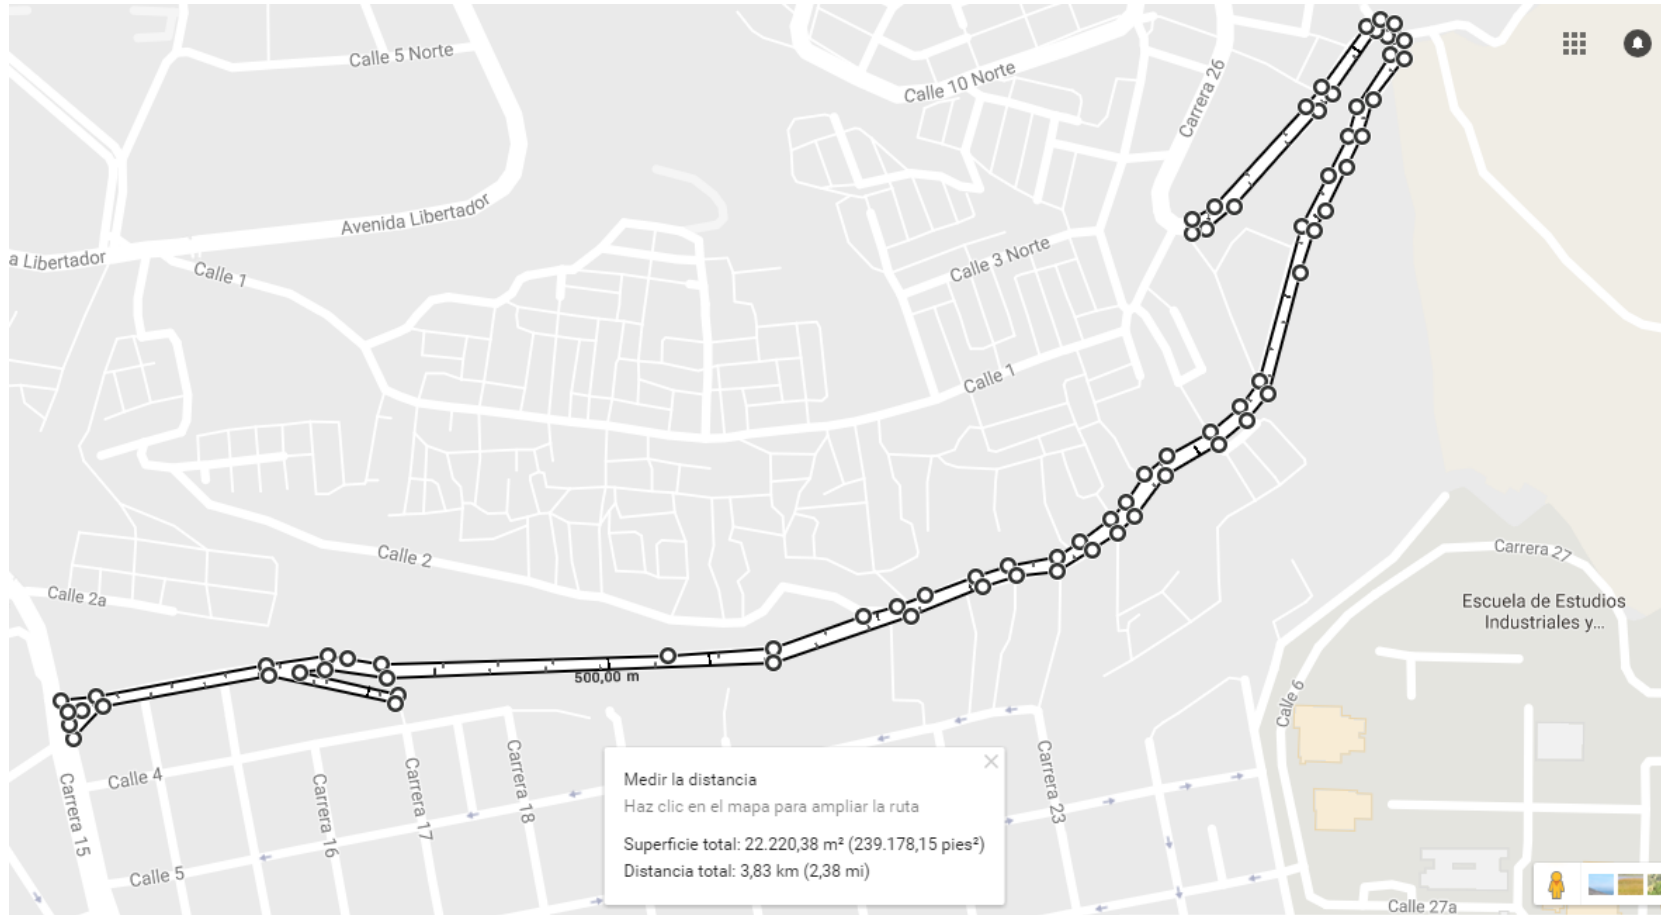 Calle 5 Norte
Calle 10 Norte
Carrera 26
Avenida Libertador
a Libertador
Calle 1
Calle 3 Norte
Calle 1
Calle 2
Carrera 27
Calle 2a
Escuela de Estudios
Industriales y...
500,00 m
Calle 6
Calle 4
Carrera 15
Carrera 16
Carrera 17
Carrera 18
Carrera 23
Medir la distancia
Haz clic en el mapa para ampliar la ruta
Superficie total: 22.220,38 m² (239.178,15 pies²)
Distancia total: 3,83 km (2,38 mi)
Calle 5
Calle 27a